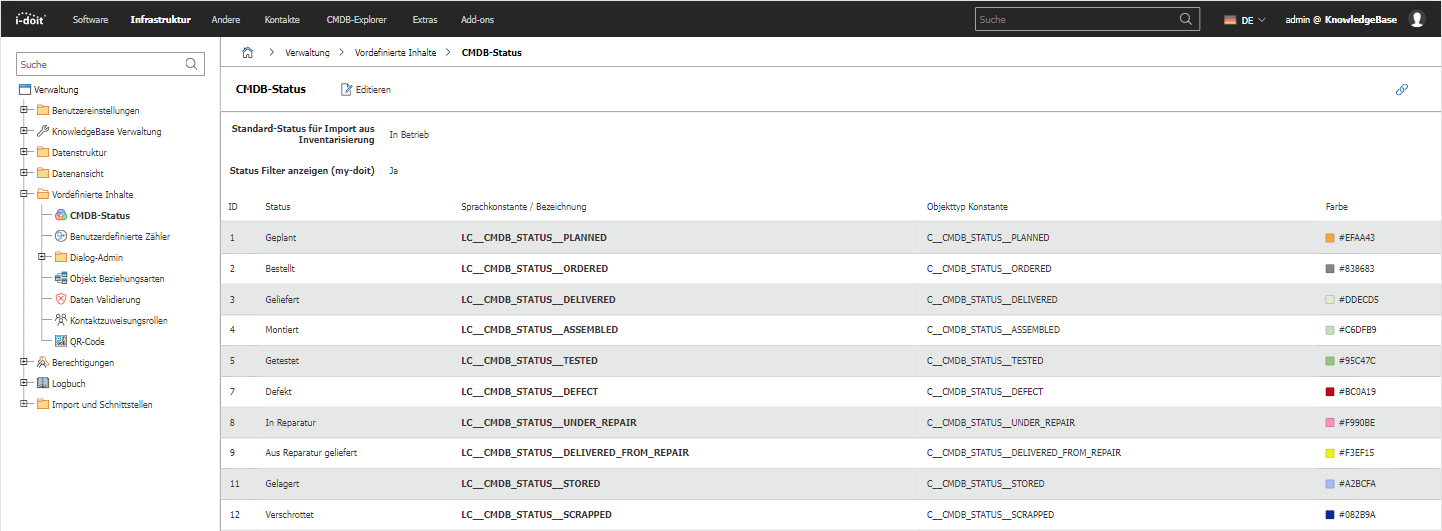 i-doit Software Infrastruktur Andere Kontakte CMDB-Explorer Extras Add-ons Suche DE admin @ KnowledgeBase
Suche
Verwaltung
Benutzereinstellungen
KnowledgeBase Verwaltung
Datenstruktur
Datenansicht
Vordefinierte Inhalte
CMDB-Status
Benutzerdefinierte Zähler
Dialog-Admin
Objekt Beziehungsarten
Daten Validierung
Kontaktzuweisungsrollen
QR-Code
Berechtigungen
Logbuch
Import und Schnittstellen
Verwaltung Vordefinierte Inhalte CMDB-Status
CMDB-Status Editieren
Standard-Status für Import aus
Inventarisierung In Betrieb
Status Filter anzeigen (my-doit) Ja
ID Status Sprachkonstante / Bezeichnung Objekttyp Konstante Farbe
1 Geplant LC__CMDB_STATUS__PLANNED C__CMDB_STATUS__PLANNED #EFAA43
2 Bestellt LC__CMDB_STATUS__ORDERED C__CMDB_STATUS__ORDERED #838683
3 Geliefert LC__CMDB_STATUS__DELIVERED C__CMDB_STATUS__DELIVERED #DDECD5
4 Montiert LC__CMDB_STATUS__ASSEMBLED C__CMDB_STATUS__ASSEMBLED #C6DFB9
5 Getestet LC__CMDB_STATUS__TESTED C__CMDB_STATUS__TESTED #95C47C
7 Defekt LC__CMDB_STATUS__DEFECT C__CMDB_STATUS__DEFECT #BC0A19
8 In Reparatur LC__CMDB_STATUS__UNDER_REPAIR C__CMDB_STATUS__UNDER_REPAIR #F990BE
9 Aus Reparatur geliefert LC__CMDB_STATUS__DELIVERED_FROM_REPAIR C__CMDB_STATUS__DELIVERED_FROM_REPAIR #F3EF15
11 Gelagert LC__CMDB_STATUS__STORED C__CMDB_STATUS__STORED #A2BCFA
12 Verschrottet LC__CMDB_STATUS__SCRAPPED C__CMDB_STATUS__SCRAPPED #082B9A